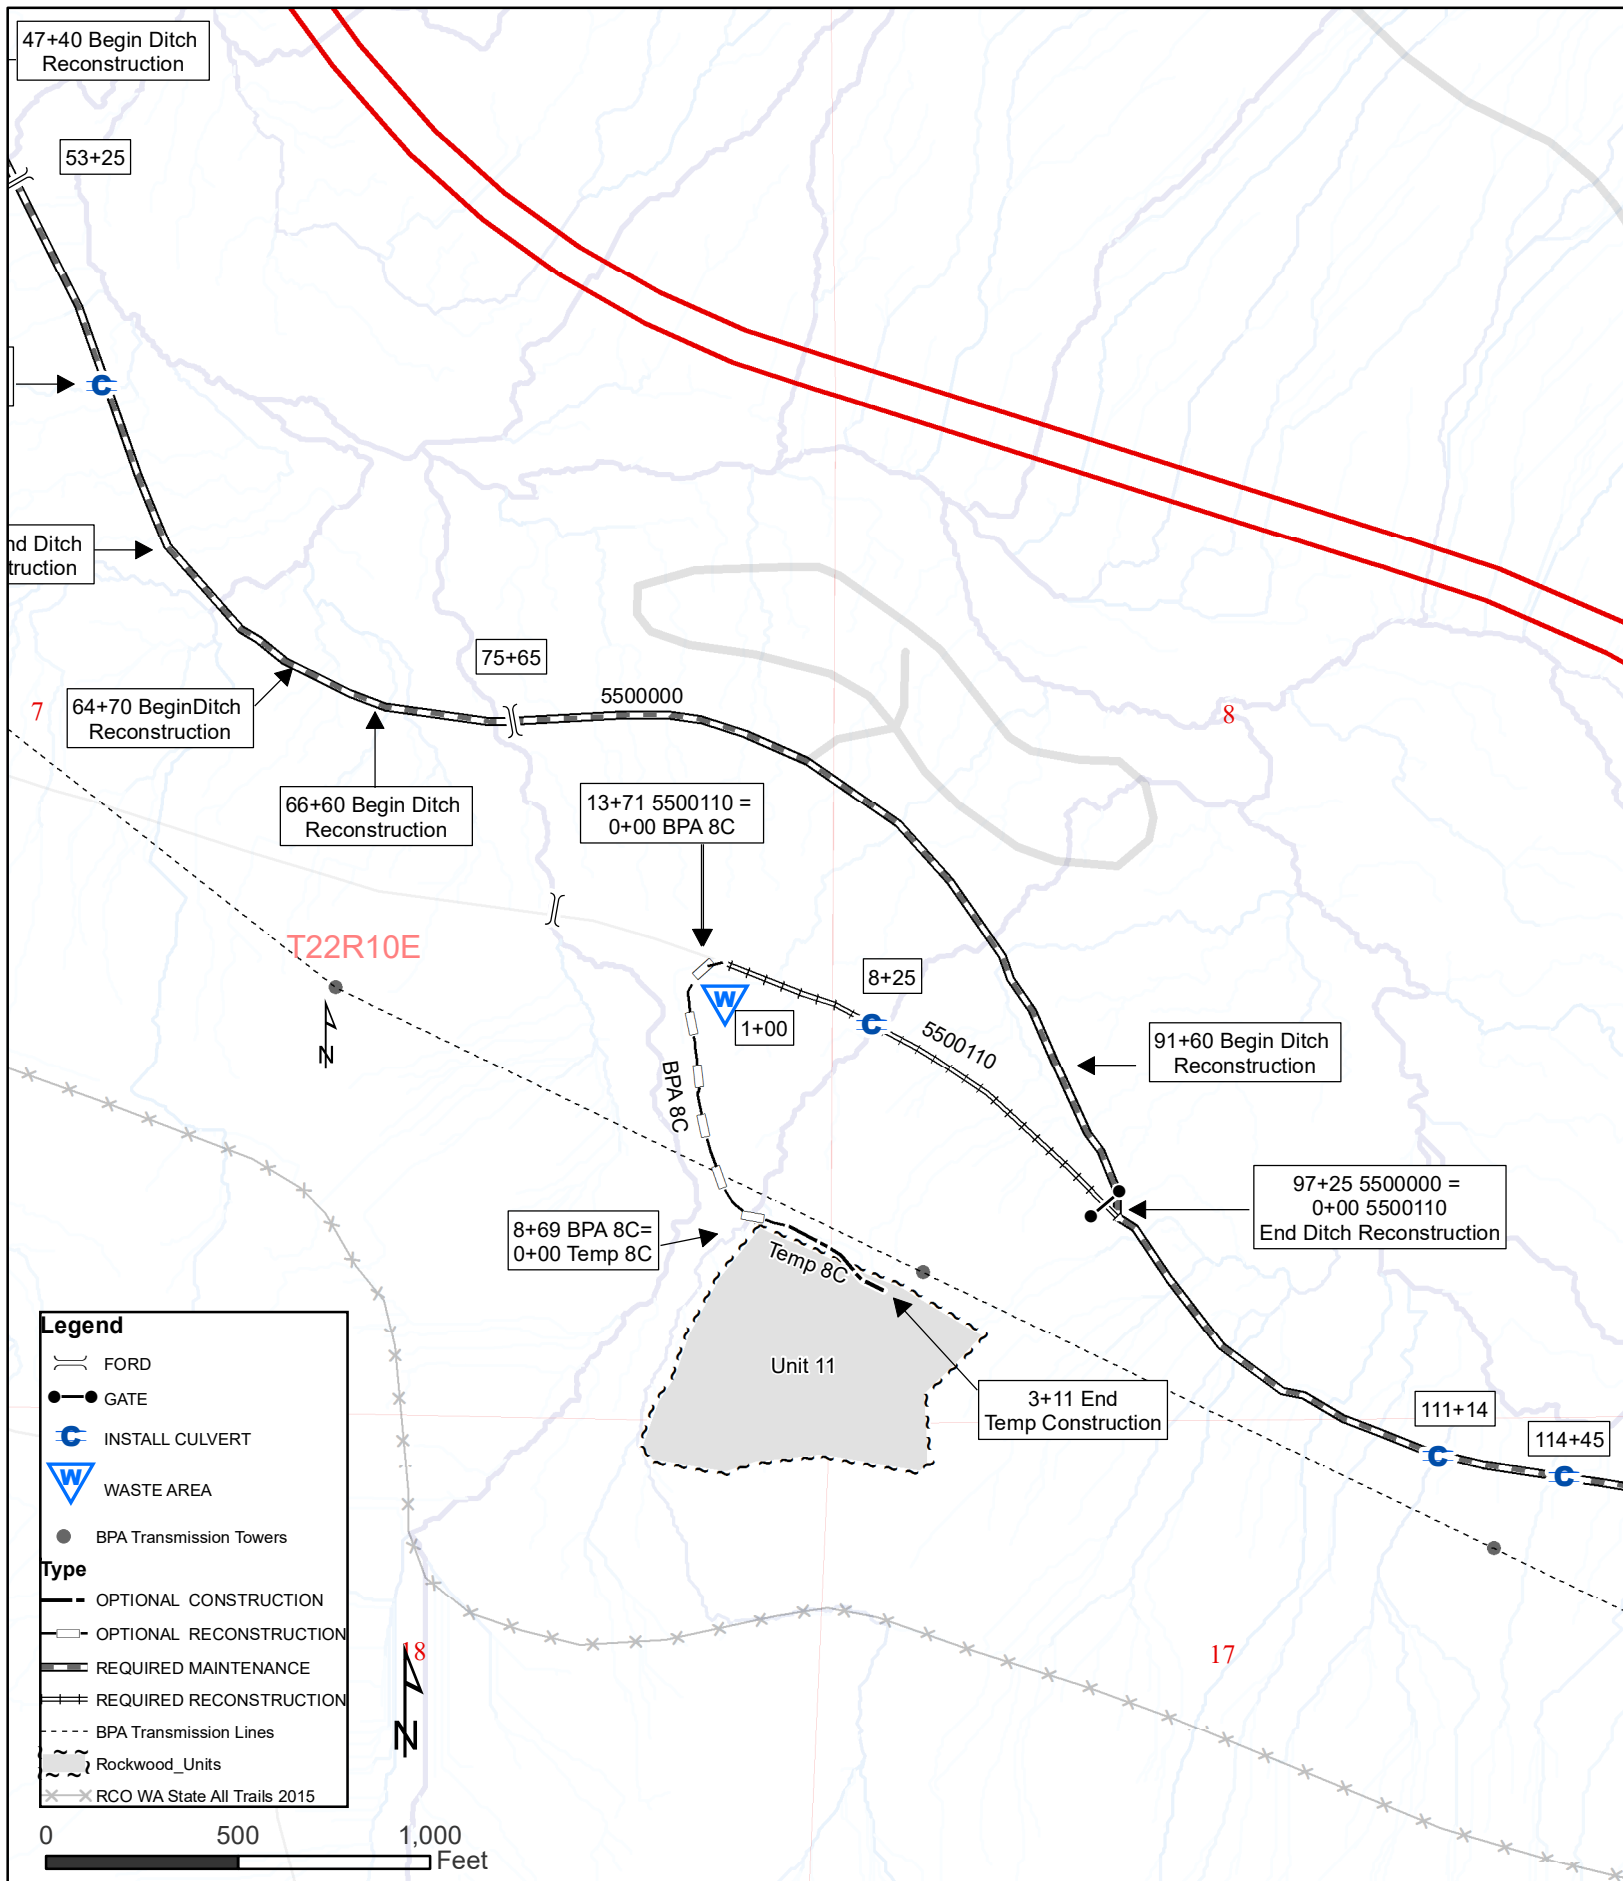 47+40 Begin Ditch
Reconstruction
53+25
nd Ditch
truction
75+65
5500000
7
64+70 BeginDitch
Reconstruction
8
66+60 Begin Ditch
Reconstruction
13+71 5500110 =
0+00 BPA 8C
T22R10E
8+25
W
1+00
C
C
5500110
N
91+60 Begin Ditch
Reconstruction
BPA 8C
97+25 5500000 =
0+00 5500110
End Ditch Reconstruction
8+69 BPA 8C=
0+00 Temp 8C
Temp 8C
Unit 11
3+11 End
Temp Construction
111+14
114+45
C
C
Legend
FORD
GATE
C INSTALL CULVERT
W WASTE AREA
BPA Transmission Towers
Type
OPTIONAL CONSTRUCTION
OPTIONAL RECONSTRUCTION
REQUIRED MAINTENANCE
REQUIRED RECONSTRUCTION
BPA Transmission Lines
Rockwood_Units
RCO WA State All Trails 2015
18
N
17
0 500 1,000
Feet